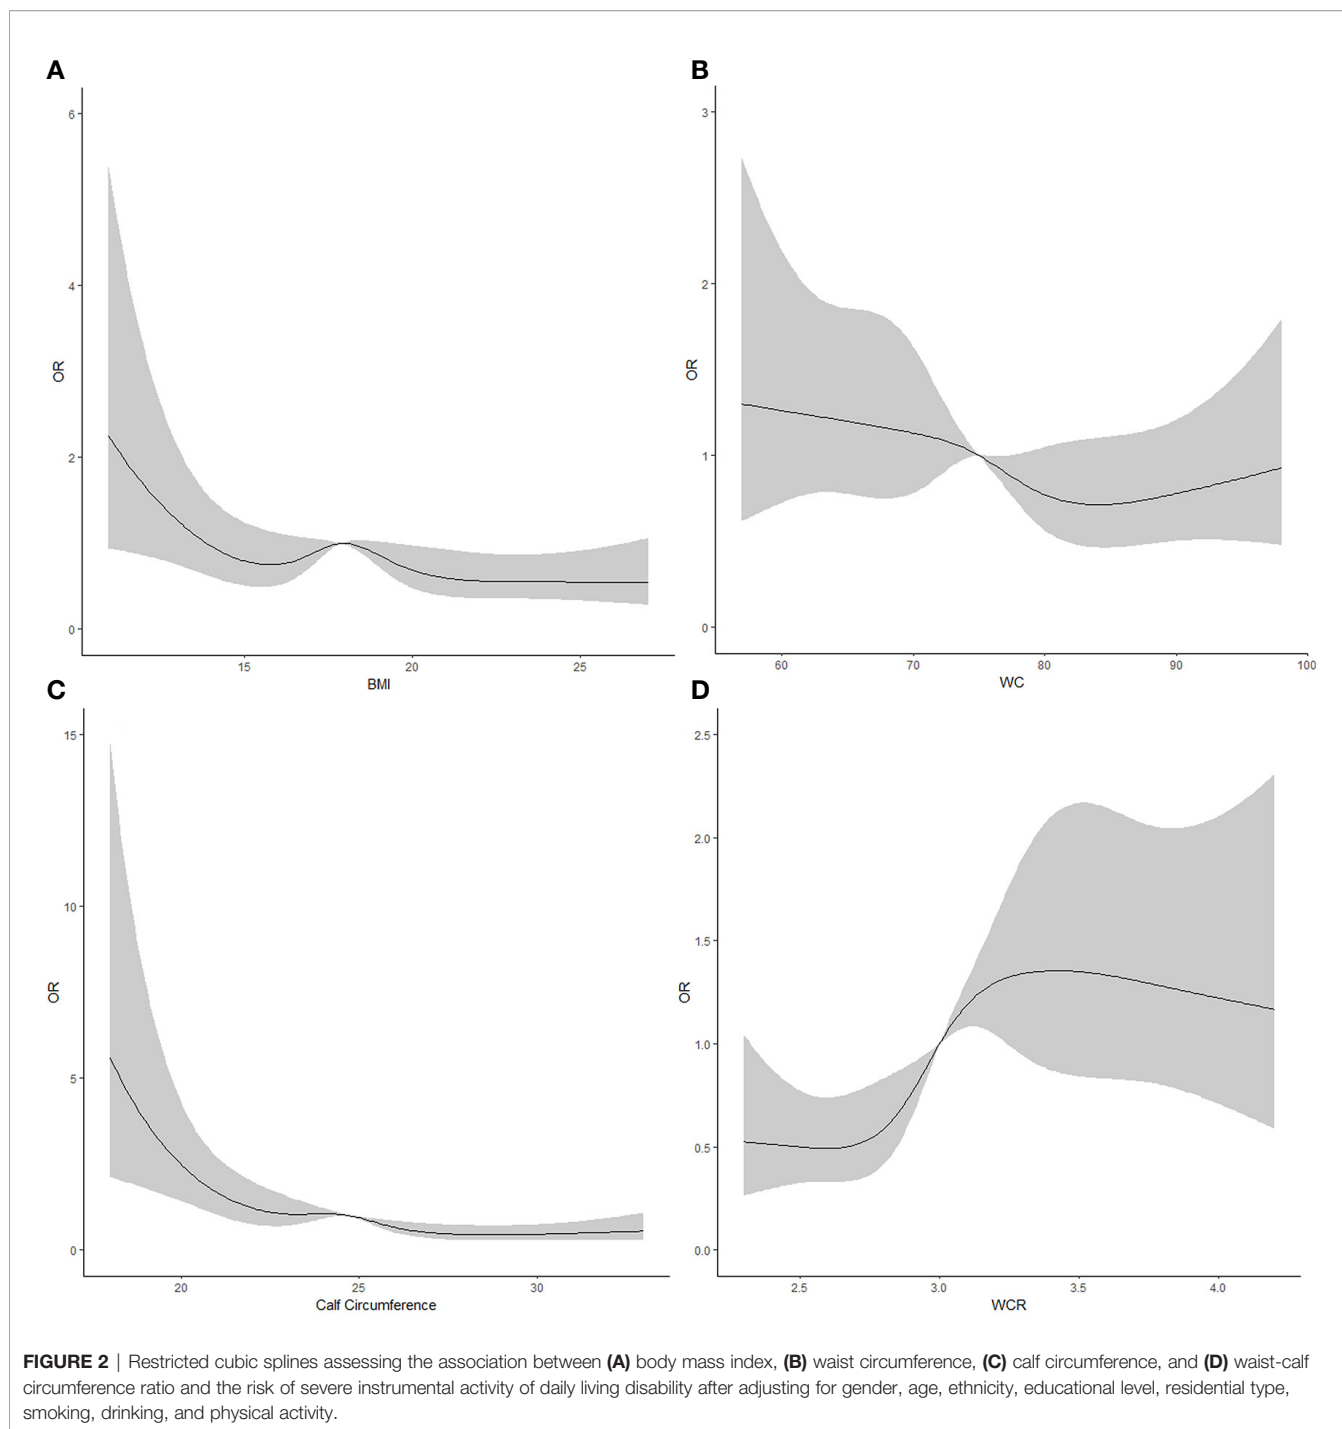 A
6
4
2
0
OR
15
20
25
BMI
B
3
2
1
0
OR
60
70
80
90
100
WC
C
15
10
5
0
OR
20
25
30
Calf Circumference
D
2.5
2.0
1.5
1.0
0.5
0.0
OR
2.5
3.0
3.5
4.0
WCR
FIGURE 2 | Restricted cubic splines assessing the association between (A) body mass index, (B) waist circumference, (C) calf circumference, and (D) waist-calf
circumference ratio and the risk of severe instrumental activity of daily living disability after adjusting for gender, age, ethnicity, educational level, residential type,
smoking, drinking, and physical activity.